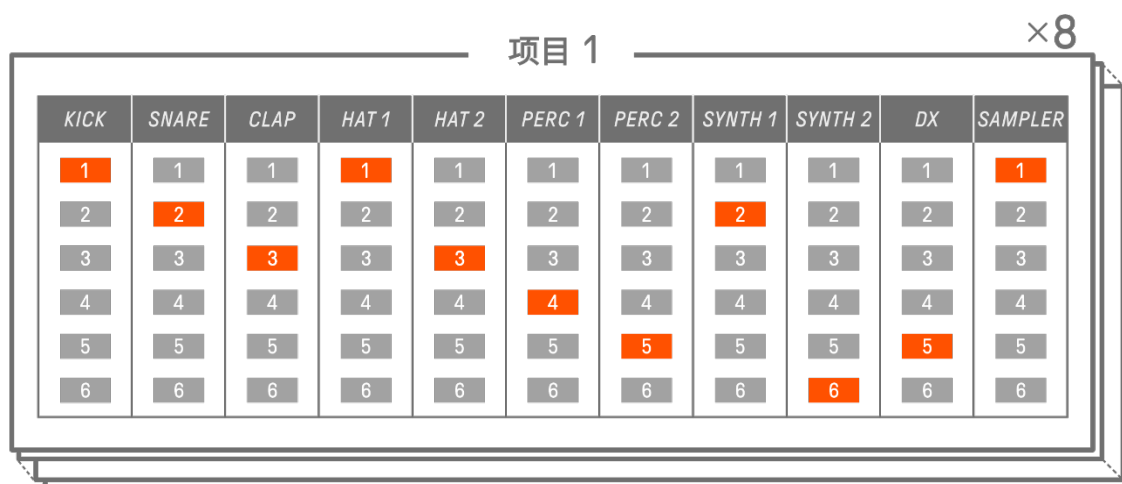 ×8
项目 1
KICK SNARE CLAP HAT 1 HAT 2 PERC 1 PERC 2 SYNTH 1 SYNTH 2 DX SAMPLER
1 1 1 1 1 1 1 1 1 1 1
2 2 2 2 2 2 2 2 2 2 2
3 3 3 3 3 3 3 3 3 3 3
4 4 4 4 4 4 4 4 4 4 4
5 5 5 5 5 5 5 5 5 5 5
6 6 6 6 6 6 6 6 6 6 6